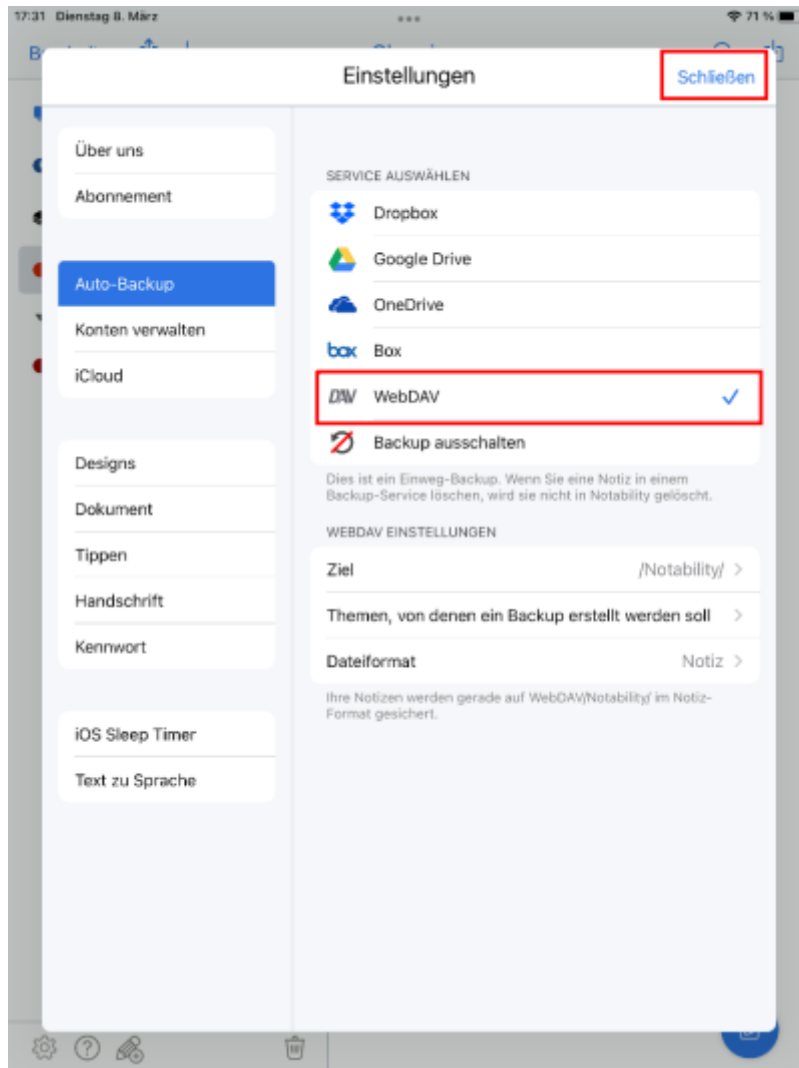 17:31 Dienstag 8. März
71 %
Einstellungen
Schließen
Über uns
Abonnement
Auto-Backup
Konten verwalten
iCloud
Designs
Dokument
Tippen
Handschrift
Kennwort
iOS Sleep Timer
Text zu Sprache
SERVICE AUSWÄHLEN
Dropbox
Google Drive
OneDrive
box Box
DAV WebDAV
Backup ausschalten
Dies ist ein Einweg-Backup. Wenn Sie eine Notiz in einem
Backup-Service löschen, wird sie nicht in Notability gelöscht.
WEBDAV EINSTELLUNGEN
Ziel /Notability/
Themen, von denen ein Backup erstellt werden soll
Dateiformat Notiz
Ihre Notizen werden gerade auf WebDAV/Notability/ im Notiz-
Format gesichert.